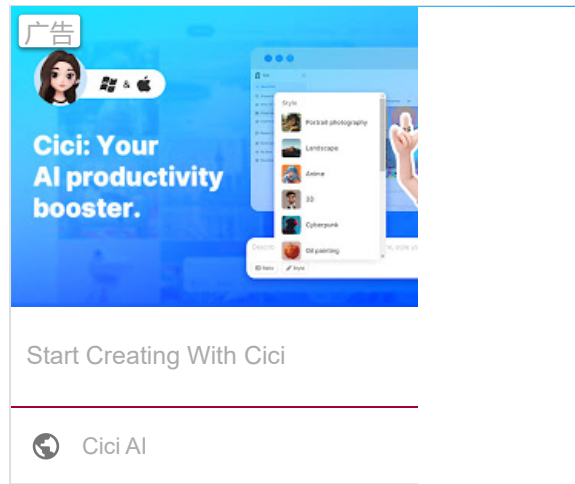 广告
&
Cici: Your
AI productivity
booster.
Style
Portrait photography
Landscape
Anime
3D
Cyberpunk
Oil painting
Style
Start Creating With Cici
Cici AI